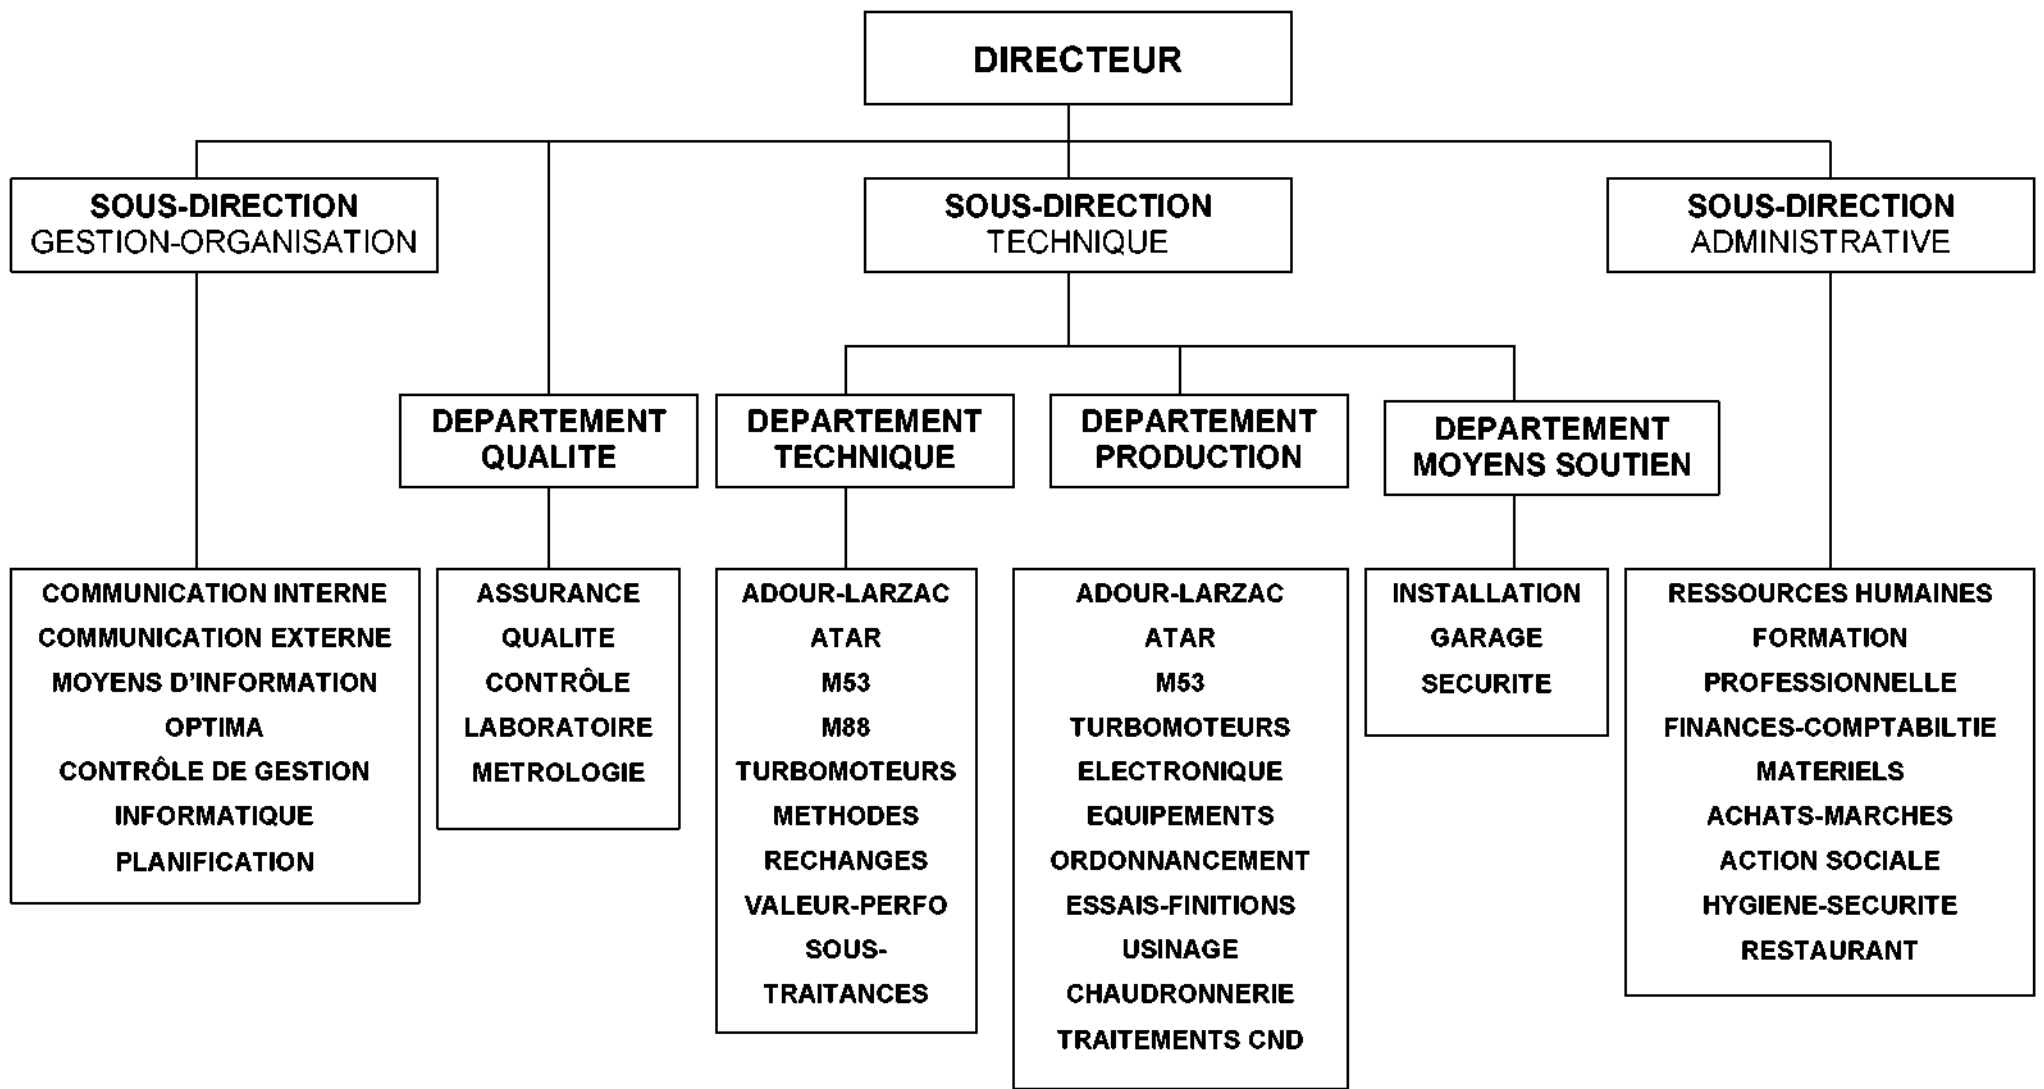 DIRECTEUR
SOUS-DIRECTION
GESTION-ORGANISATION
SOUS-DIRECTION
TECHNIQUE
SOUS-DIRECTION
ADMINISTRATIVE
DEPARTEMENT
QUALITE
DEPARTEMENT
TECHNIQUE
DEPARTEMENT
PRODUCTION
DEPARTEMENT
MOYENS SOUTIEN
COMMUNICATION INTERNE
COMMUNICATION EXTERNE
MOYENS D'INFORMATION
OPTIMA
CONTRÔLE DE GESTION
INFORMATIQUE
PLANIFICATION
ASSURANCE
QUALITE
CONTRÔLE
LABORATOIRE
METROLOGIE
ADOUR-LARZAC
ATAR
M53
M88
TURBOMOTEURS
METHODES
RECHANGES
VALEUR-PERFO
SOUS-
TRAITANCES
ADOUR-LARZAC
ATAR
M53
TURBOMOTEURS
ELECTRONIQUE
EQUIPEMENTS
ORDONNANCEMENT
ESSAIS-FINITIONS
USINAGE
CHAUDRONNERIE
TRAITEMENTS CND
INSTALLATION
GARAGE
SECURITE
RESSOURCES HUMAINES
FORMATION
PROFESSIONNELLE
FINANCES-COMPTABILTIE
MATERIELS
ACHATS-MARCHES
ACTION SOCIALE
HYGIENE-SECURITE
RESTAURANT